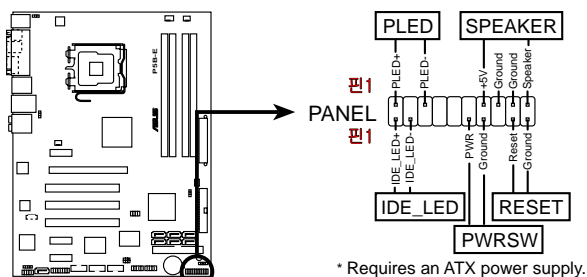 PLED SPEAKER
PLED+ PLED- +5V Ground Ground Speaker
핀1
PANEL
핀1
IDE_LED+ IDE_LED- PWR Ground Reset Ground
IDE_LED RESET
PWRSW
* Requires an ATX power supply.
P5B-E
ASUS